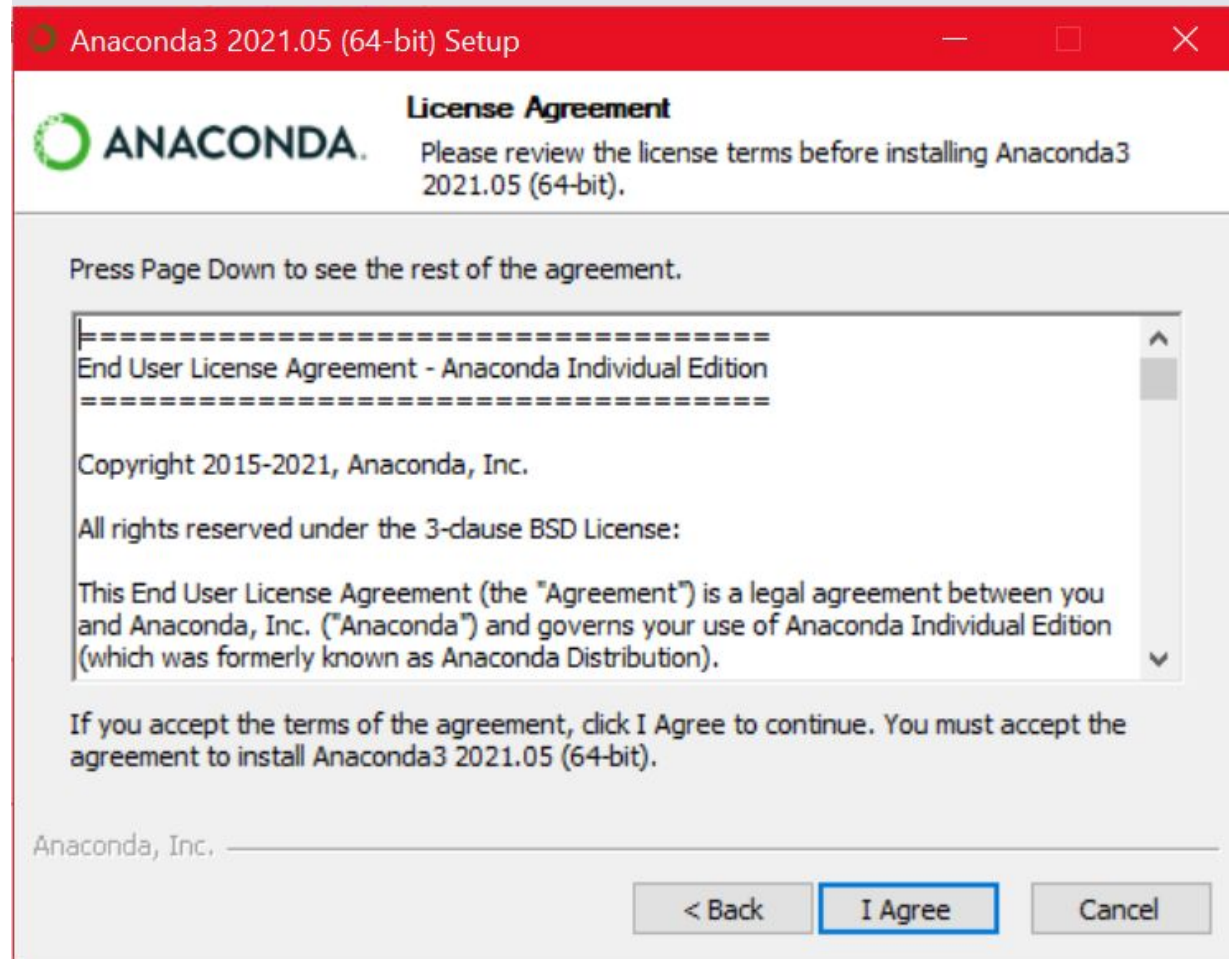 Anaconda3 2021.05 (64-bit) Setup
ANACONDA.
License Agreement
Please review the license terms before installing Anaconda3
2021.05 (64-bit).
Press Page Down to see the rest of the agreement.
===================================
End User License Agreement - Anaconda Individual Edition
===================================
Copyright 2015-2021, Anaconda, Inc.
All rights reserved under the 3-clause BSD License:
This End User License Agreement (the "Agreement") is a legal agreement between you
and Anaconda, Inc. ("Anaconda") and governs your use of Anaconda Individual Edition
(which was formerly known as Anaconda Distribution).
If you accept the terms of the agreement, click I Agree to continue. You must accept the
agreement to install Anaconda3 2021.05 (64-bit).
Anaconda, Inc.
< Back
I Agree
Cancel